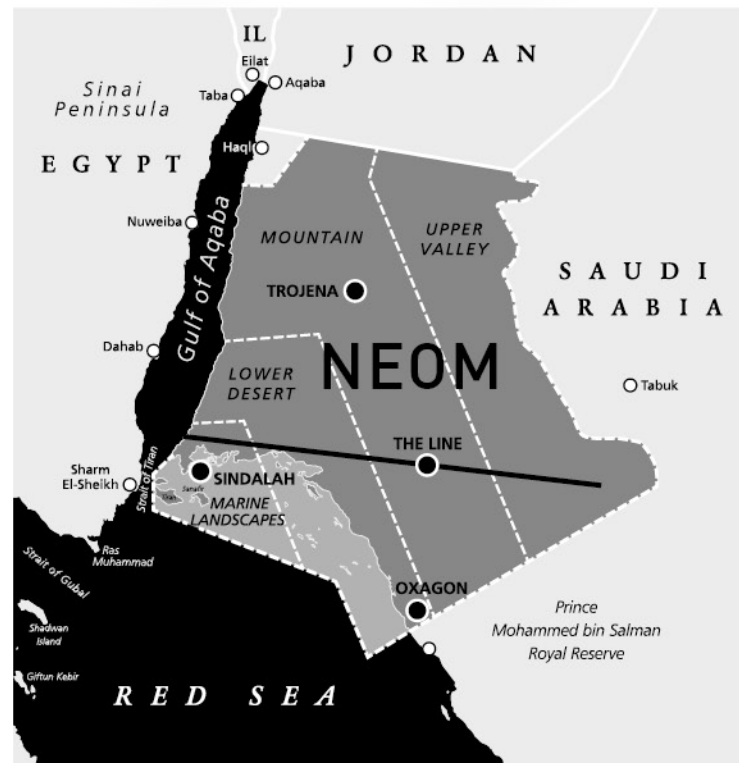 IL
JORDAN
Eilat
Aqaba
Taba
Sinai
Peninsula
EGYPT
Haql
Gulf of Aqaba
Nuweiba
MOUNTAIN
UPPER
VALLEY
TROJENA
SAUDI
ARABIA
Dahab
LOWER
DESERT
NEOM
Tabuk
THE LINE
Strait of Tiran
Sharm
El-Sheikh
SINDALAH
Tiran
Sanafir
MARINE
LANDSCAPES
Ras
Muhammad
Strait of Gubal
OXAGON
Prince
Mohammed bin Salman
Royal Reserve
Shadwan
Island
Giftun Kebir
RED SEA